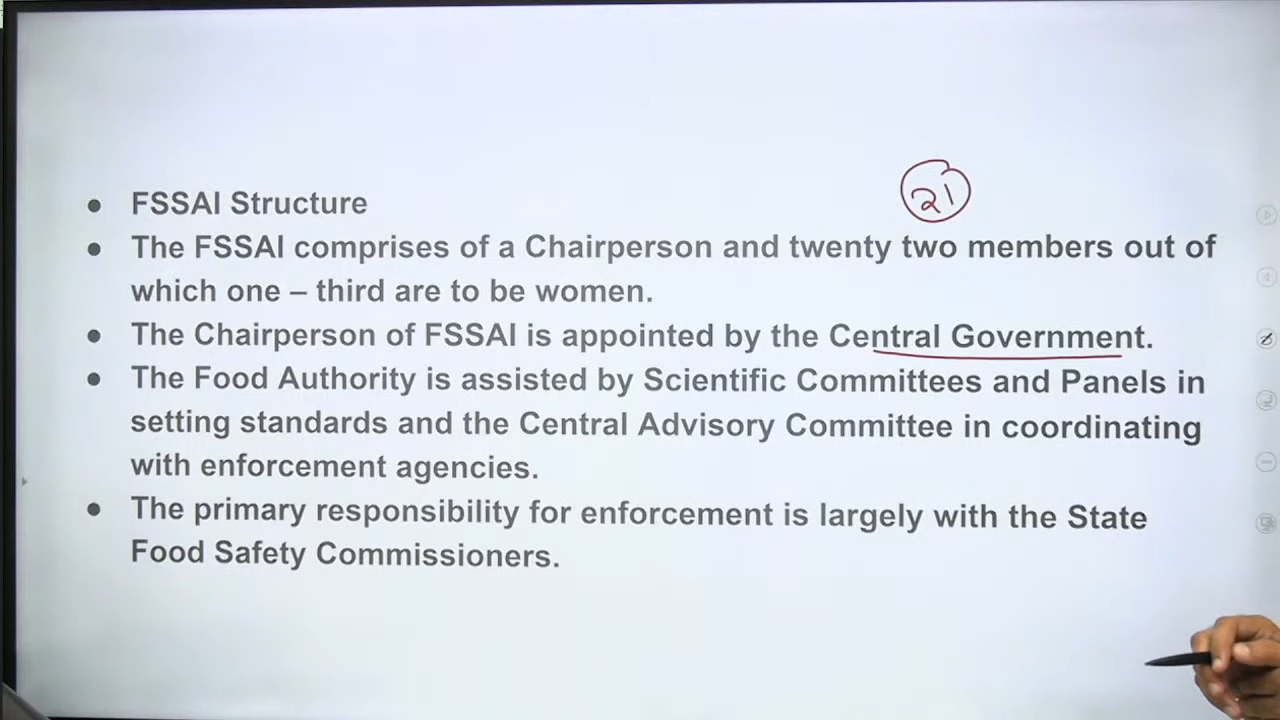 21
• FSSAI Structure
• The FSSAI comprises of a Chairperson and twenty two members out of
which one – third are to be women.
• The Chairperson of FSSAI is appointed by the Central Government.
• The Food Authority is assisted by Scientific Committees and Panels in
setting standards and the Central Advisory Committee in coordinating
with enforcement agencies.
• The primary responsibility for enforcement is largely with the State
Food Safety Commissioners.